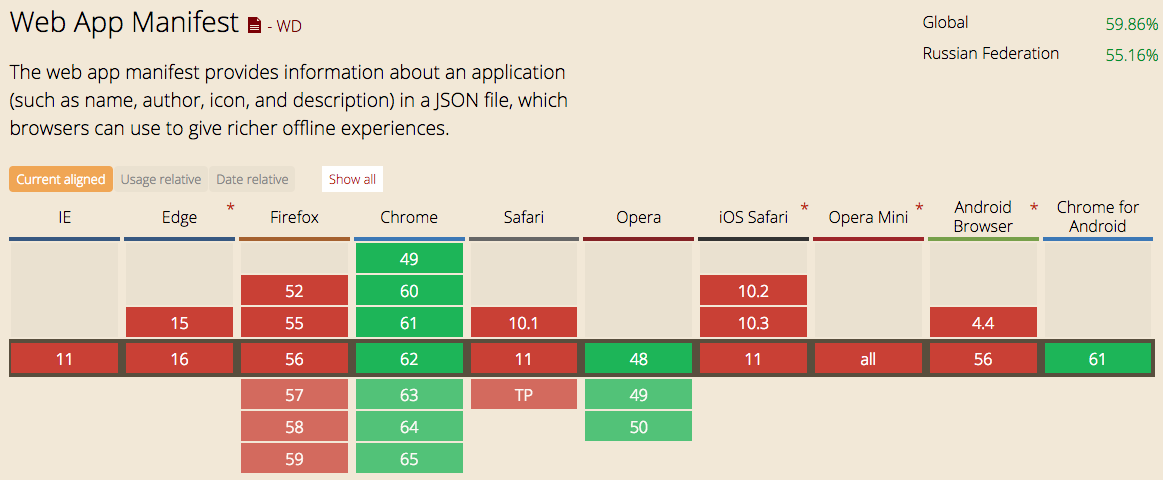 Web App Manifest - WD
Global 59.86%
Russian Federation 55.16%
The web app manifest provides information about an application
(such as name, author, icon, and description) in a JSON file, which
browsers can use to give richer offline experiences.
Current aligned Usage relative Date relative Show all
IE Edge * Firefox Chrome Safari Opera iOS Safari * Opera Mini * Android Browser * Chrome for Android
49
52 60 10.2
15 55 61 10.1 10.3 4.4
11 16 56 62 11 48 11 all 56 61
57 63 TP 49
58 64 50
59 65